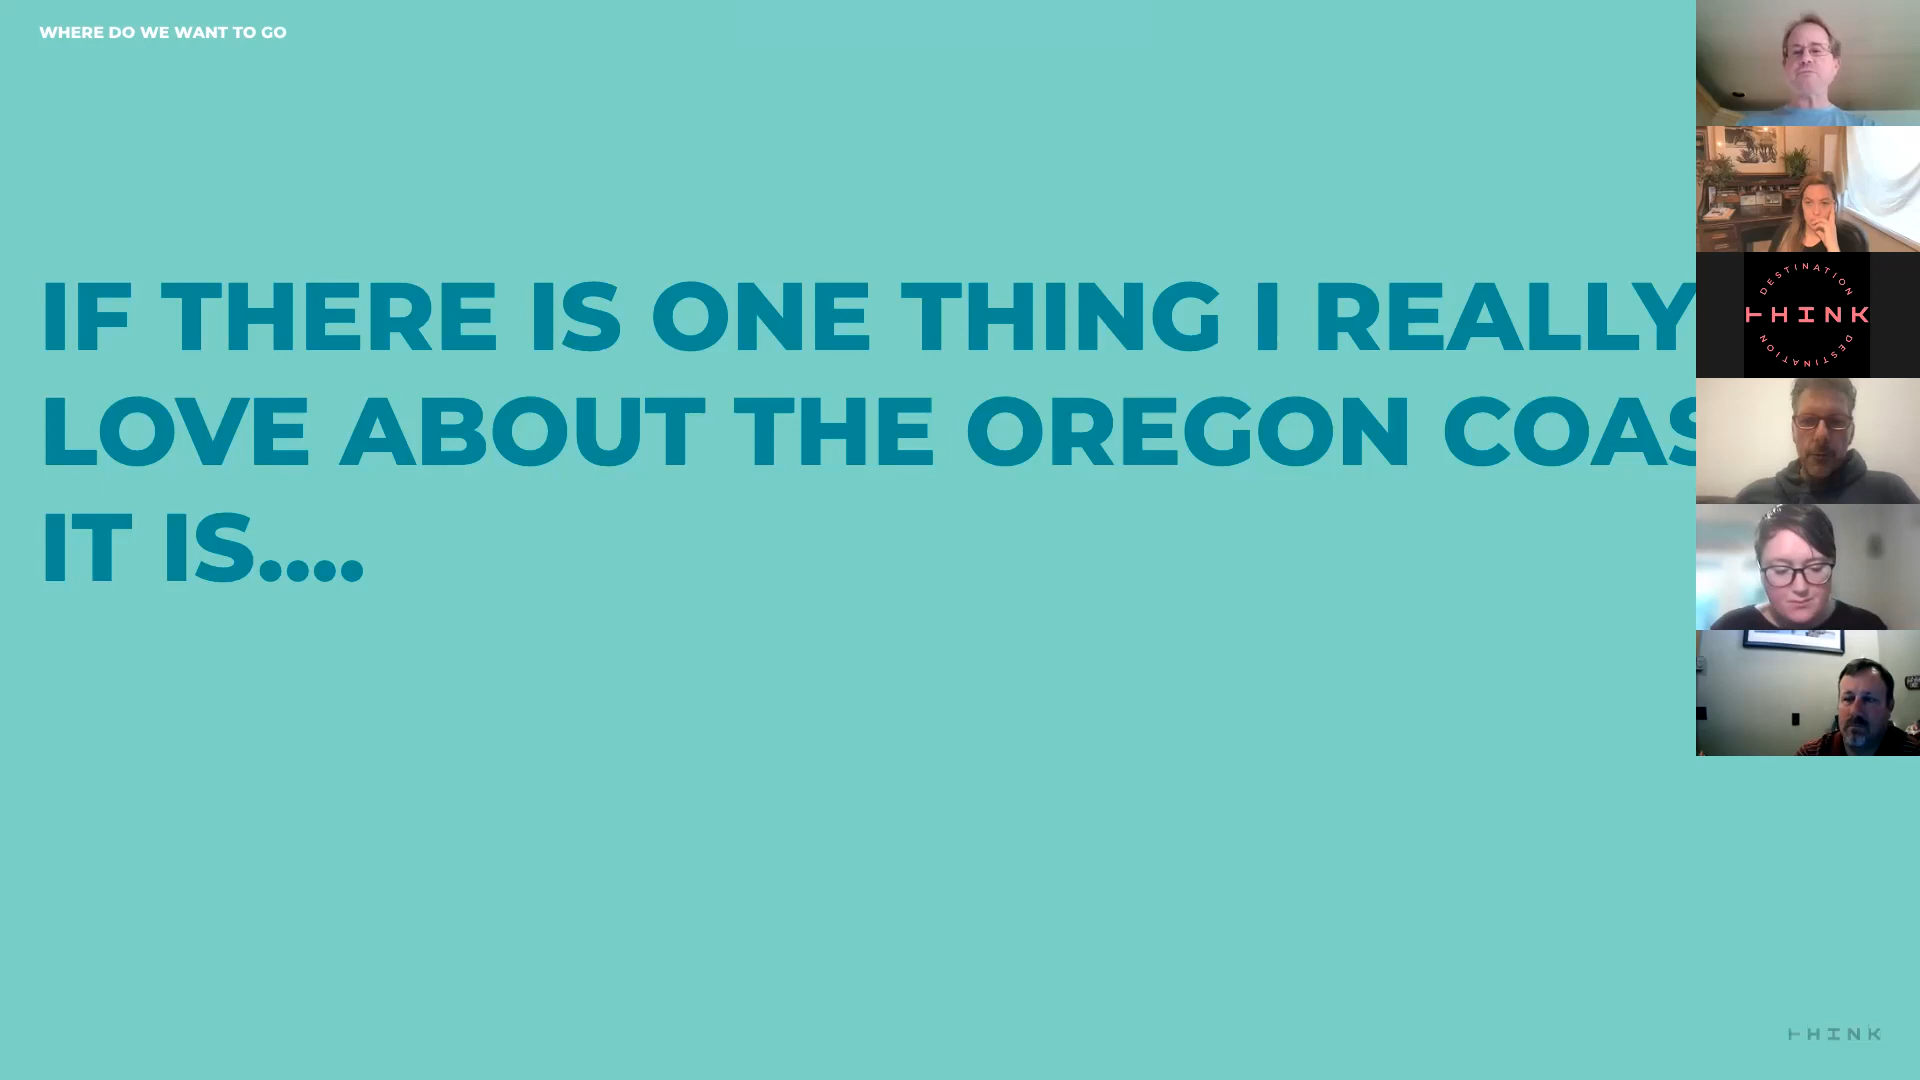 WHERE DO WE WANT TO GO
IF THERE IS ONE THING I REALLY
LOVE ABOUT THE OREGON COAS
IT IS....
DESTINATION
THINK
DESTINATION
THINK